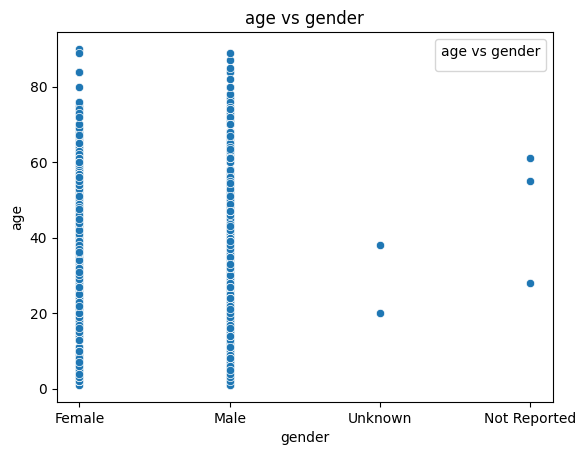 age vs gender
age vs gender
80
60
40
20
0
age
Female Male Unknown Not Reported
gender